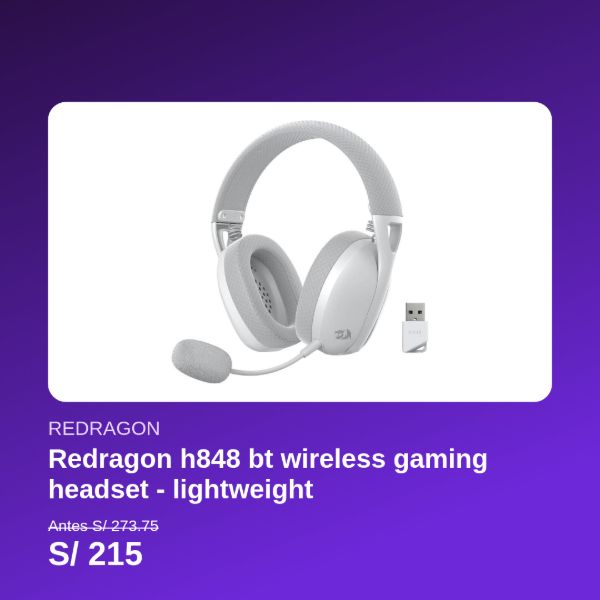 REDRAGON
Redragon h848 bt wireless gaming
headset - lightweight
Antes S/ 273.75
S/ 215